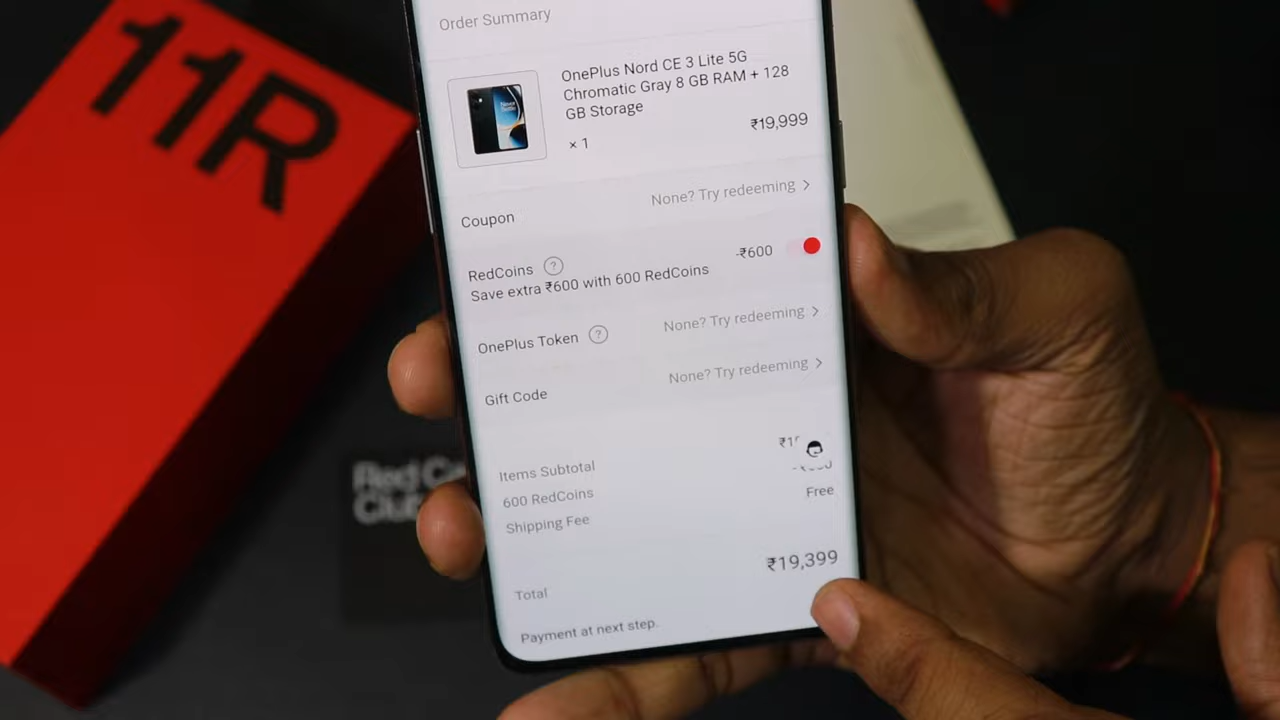 11R
Order Summary
OnePlus Nord CE 3 Lite 5G
Chromatic Gray 8 GB RAM + 128
GB Storage
× 1
₹19,999
Coupon
None? Try redeeming >
RedCoins ?
-₹600
Save extra ₹600 with 600 RedCoins
OnePlus Token ?
None? Try redeeming >
Gift Code
None? Try redeeming >
Items Subtotal
600 RedCoins
Shipping Fee
Free
Total
₹19,399
Payment at next step.
Red
Club